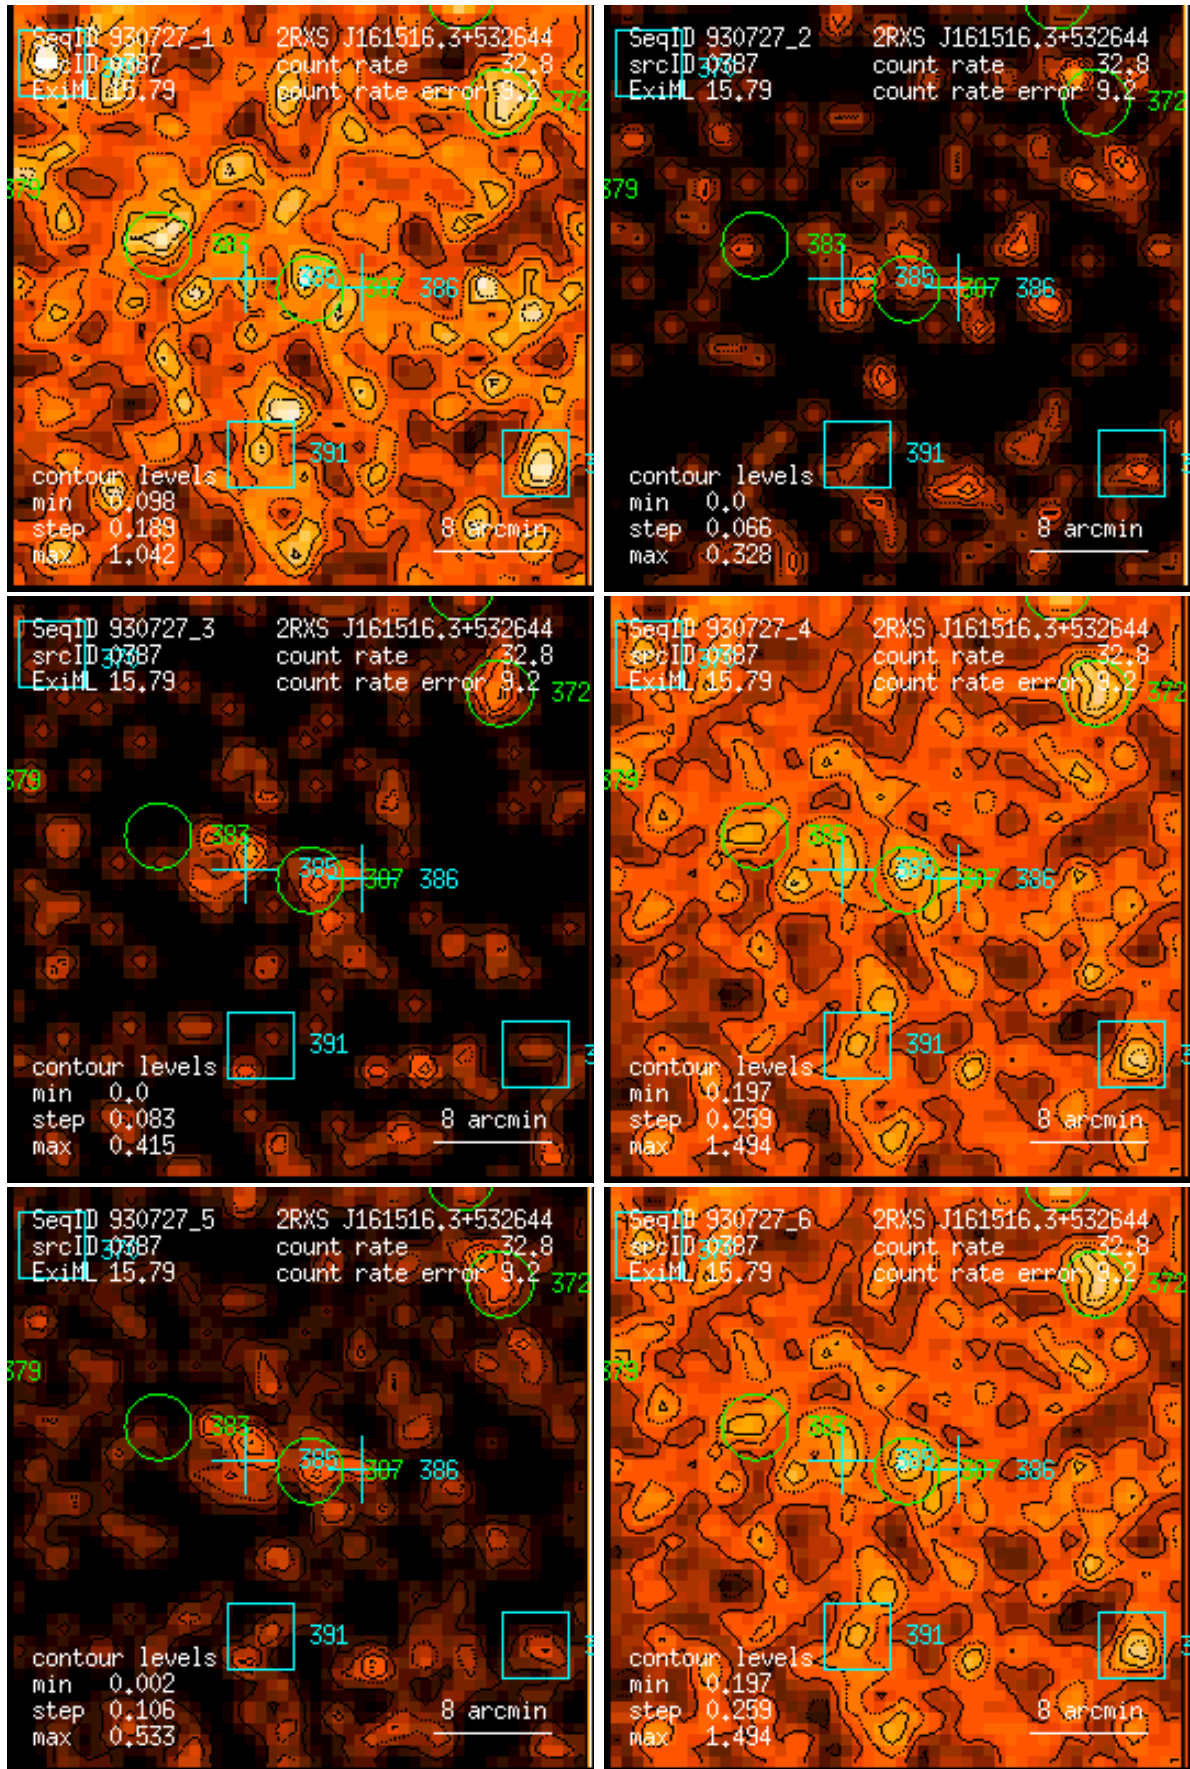 SeqID 930727_1 2RXS J161516.3+532644
srcID 0387 count rate 32.8
ExiML 15.79 count rate error 9.2
372
379
383
385 387 386
391
contour levels
min 0.098
step 0.189 8 arcmin
max 1.042
SeqID 930727_2 2RXS J161516.3+532644
srcID 0387 count rate 32.8
ExiML 15.79 count rate error 9.2
372
379
383
385 387 386
391
contour levels
min 0.0
step 0.066 8 arcmin
max 0.328
SeqID 930727_3 2RXS J161516.3+532644
srcID 0387 count rate 32.8
ExiML 15.79 count rate error 9.2
372
379
383
385 387 386
391
contour levels
min 0.0
step 0.083 8 arcmin
max 0.415
SeqID 930727_4 2RXS J161516.3+532644
srcID 0387 count rate 32.8
ExiML 15.79 count rate error 9.2
372
379
383
385 387 386
391
contour levels
min 0.197
step 0.259 8 arcmin
max 1.494
SeqID 930727_5 2RXS J161516.3+532644
srcID 0387 count rate 32.8
ExiML 15.79 count rate error 9.2
372
379
383
385 387 386
391
contour levels
min 0.002
step 0.106 8 arcmin
max 0.533
SeqID 930727_6 2RXS J161516.3+532644
srcID 0387 count rate 32.8
ExiML 15.79 count rate error 9.2
372
379
383
385 387 386
391
contour levels
min 0.197
step 0.259 8 arcmin
max 1.494